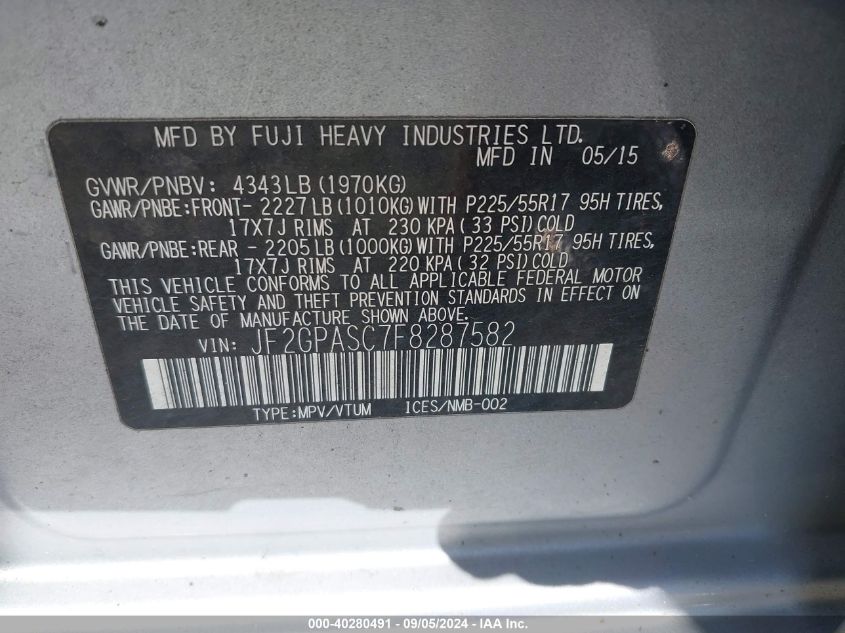 MFD BY FUJI HEAVY INDUSTRIES LTD.
MFD IN 05/15
GVWR/PNBV: 4343LB (1970KG)
GAWR/PNBE:FRONT- 2227LB (1010KG) WITH P225/55R17 95H TIRES,
17X7J RIMS AT 230 KPA ( 33 PSI) COLD
GAWR/PNBE:REAR - 2205LB (1000KG) WITH P225/55R17 95H TIRES,
17X7J RIMS AT 220 KPA ( 32 PSI) COLD
THIS VEHICLE CONFORMS TO ALL APPLICABLE FEDERAL MOTOR
VEHICLE SAFETY AND THEFT PREVENTION STANDARDS IN EFFECT ON
THE DATE OF MANUFACTURE SHOWN ABOVE.
VIN: JF2GPASC7F8287582
TYPE:MPV/VTUM ICES/NMB-002
000-40280491 - 09/05/2024 - IAA Inc.